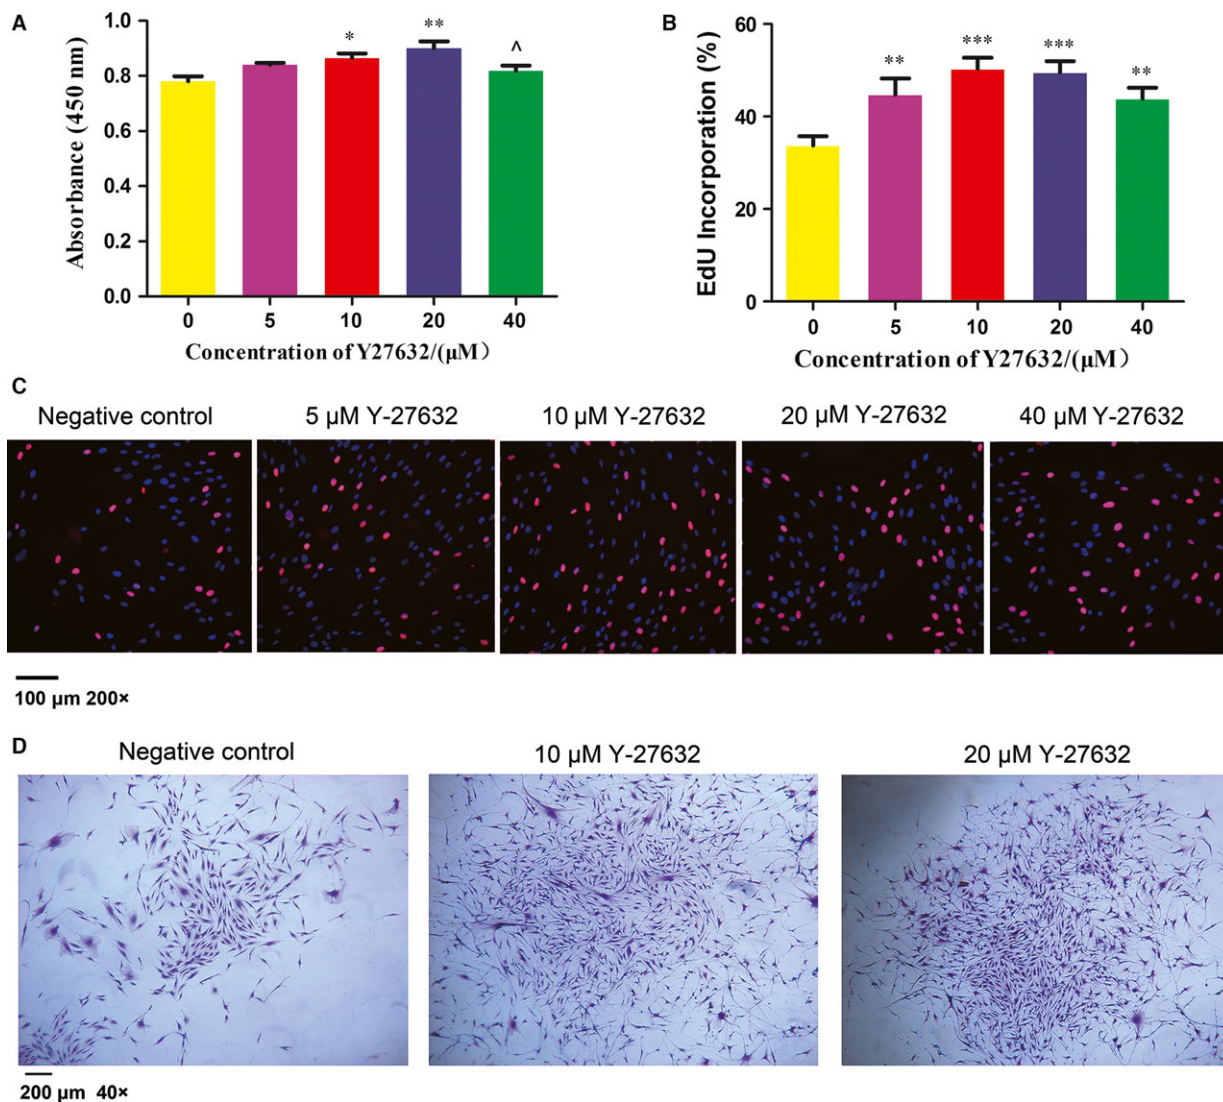 A
Absorbance (450 nm)
1.0
0.8
0.6
0.4
0.2
0.0
*
**
^
0 5 10 20 40
Concentration of Y27632/(μM）
B
EdU Incorporation (%)
80
60
40
20
0
**
***
***
**
0 5 10 20 40
Concentration of Y27632/(μM）
C
Negative control
5 μM Y-27632
10 μM Y-27632
20 μM Y-27632
40 μM Y-27632
100 μm 200×
D
Negative control
10 μM Y-27632
20 μM Y-27632
200 μm 40×